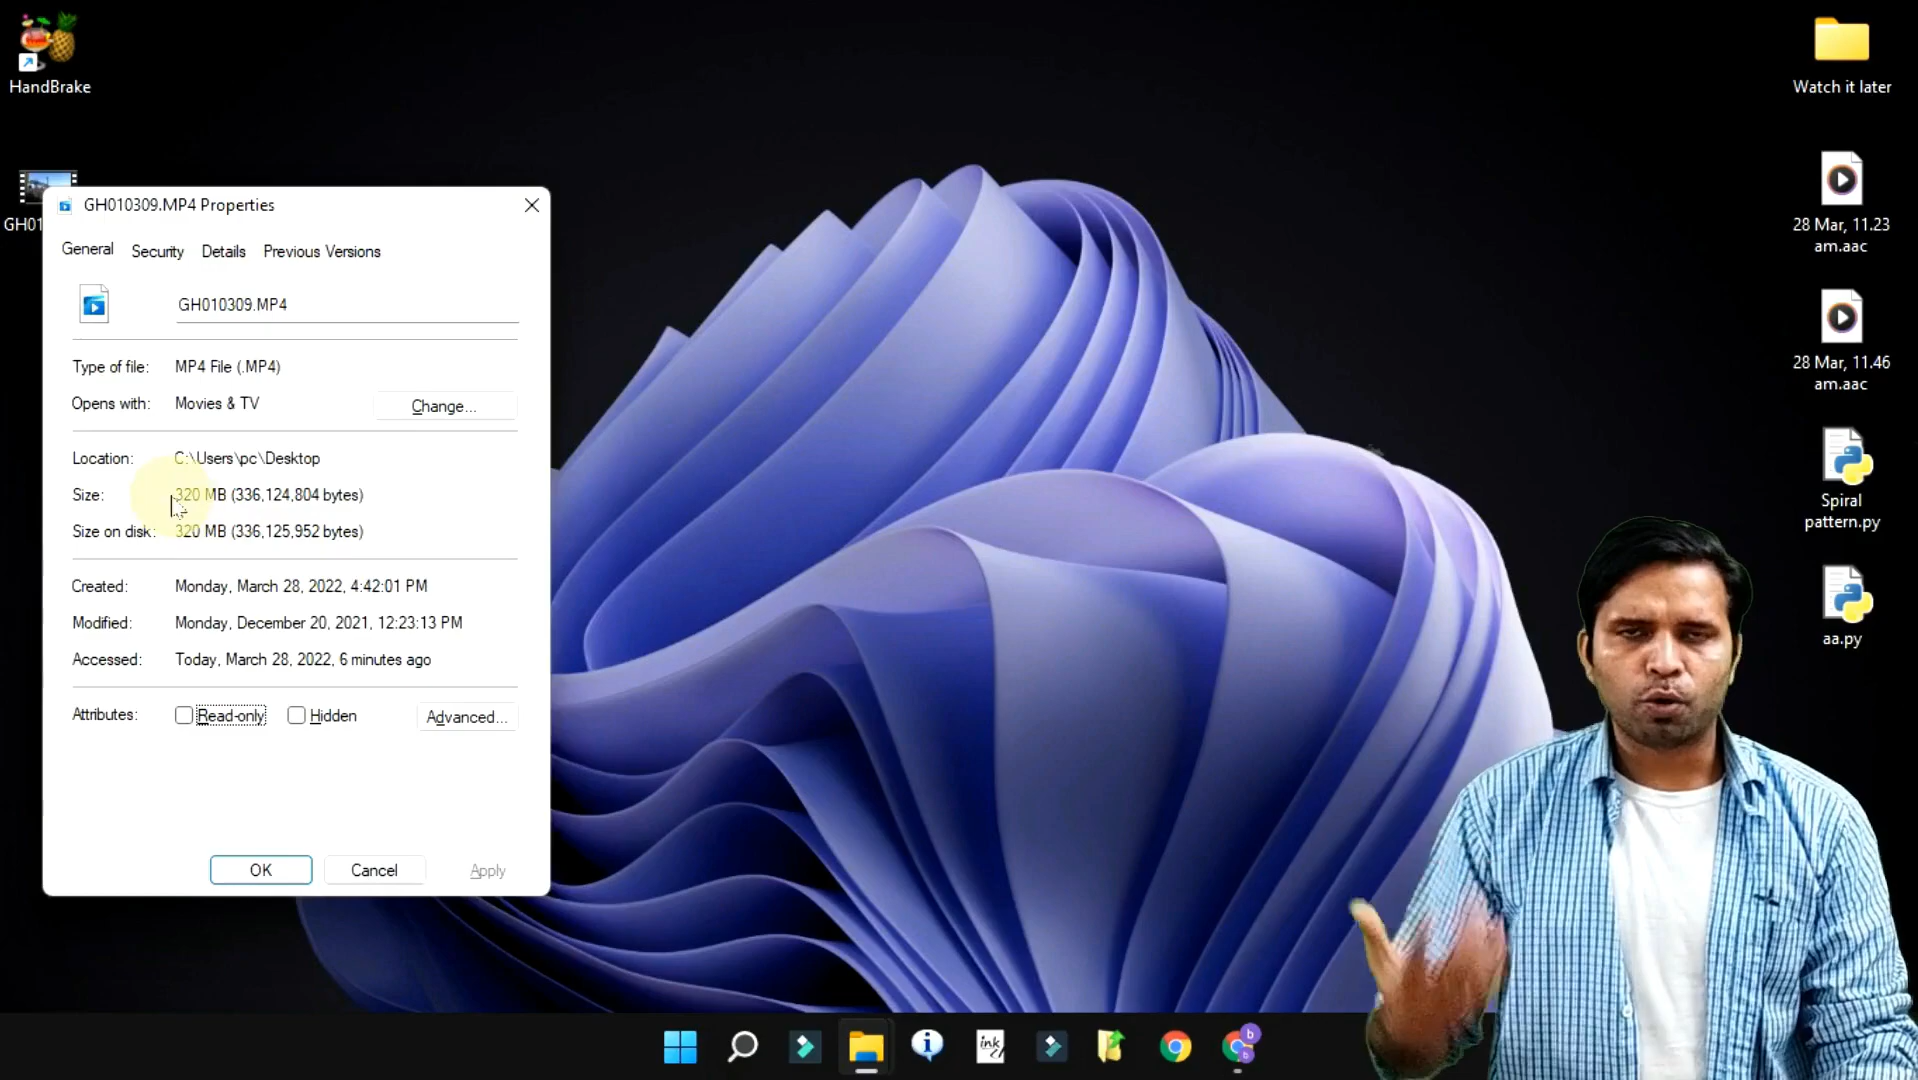 HandBrake
Watch it later
GH01
GH010309.MP4 Properties
General Security Details Previous Versions
GH010309.MP4
Type of file: MP4 File (.MP4)
Opens with: Movies & TV Change...
Location: C:\Users\pc\Desktop
Size: 320 MB (336,124,804 bytes)
Size on disk: 320 MB (336,125,952 bytes)
Created: Monday, March 28, 2022, 4:42:01 PM
Modified: Monday, December 20, 2021, 12:23:13 PM
Accessed: Today, March 28, 2022, 6 minutes ago
Attributes: Read-only Hidden Advanced...
OK Cancel Apply
28 Mar, 11.23
am.aac
28 Mar, 11.46
am.aac
Spiral
pattern.py
aa.py
ink
b
b